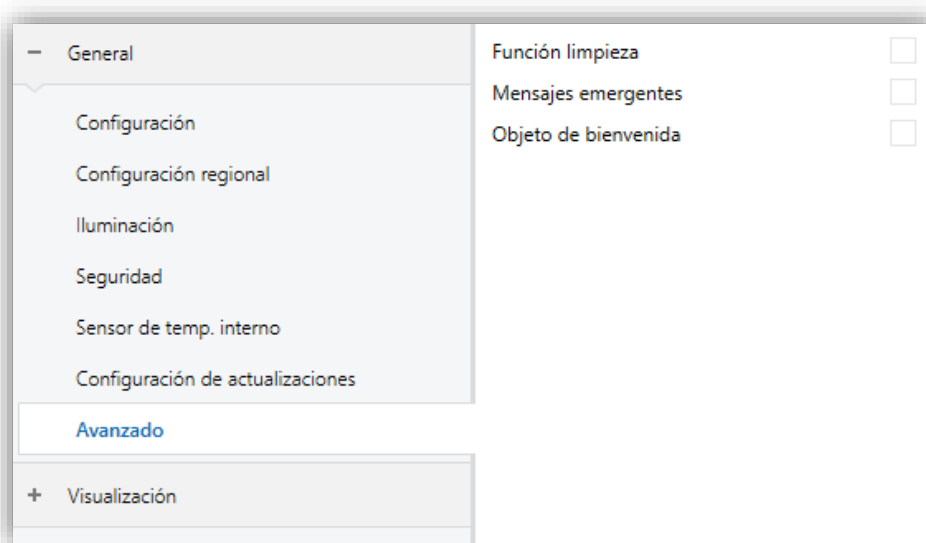 General
Configuración
Configuración regional
Iluminación
Seguridad
Sensor de temp. interno
Configuración de actualizaciones
Avanzado
Visualización
Función limpieza
Mensajes emergentes
Objeto de bienvenida